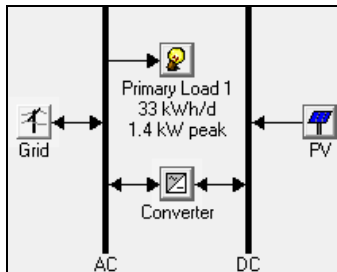 Primary Load 1
33 kWh/d
1.4 kW peak
Grid
PV
Converter
AC
DC